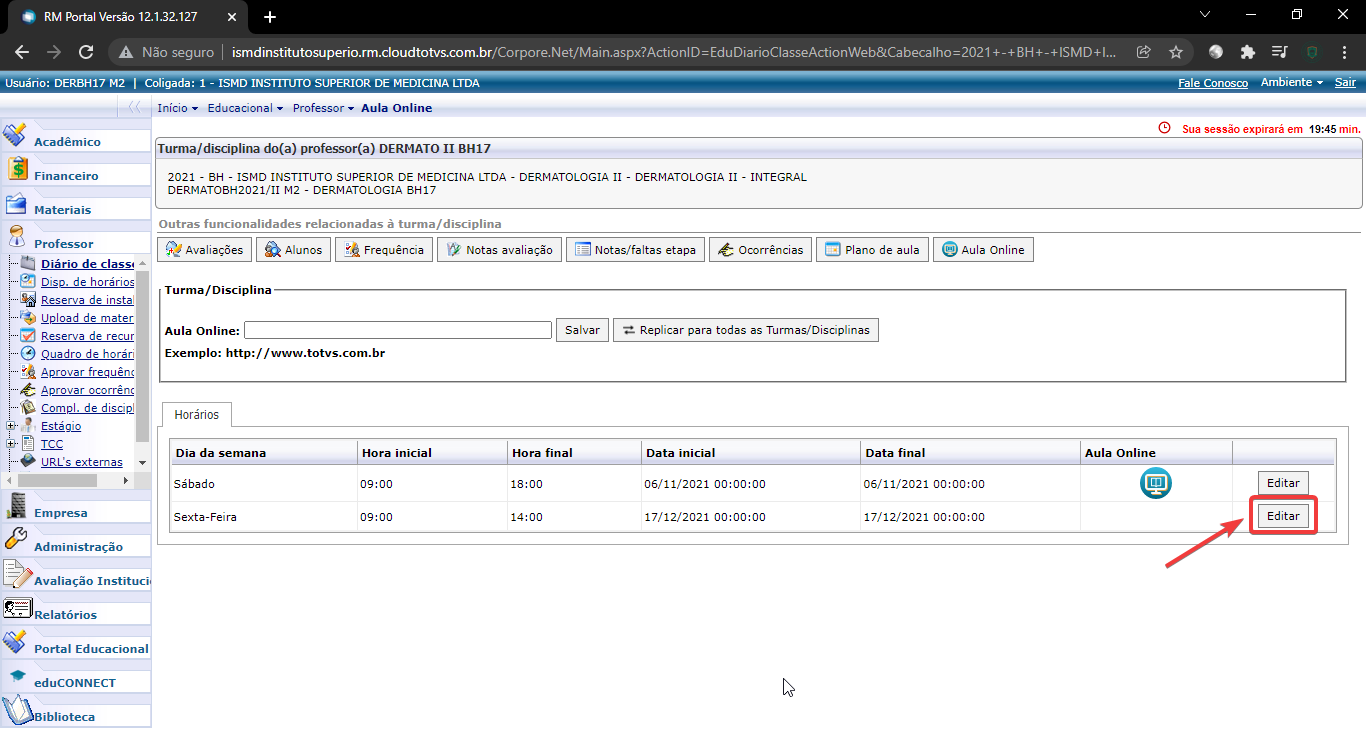 RM Portal Versão 12.1.32.127
Não seguro | ismdinstitutosuperio.rm.cloudtotvs.com.br/Corpore.Net/Main.aspx?ActionID=EduDiarioClasseActionWeb&Cabecalho=2021+-+BH+-+ISMD+I...
Usuário: DERBH17 M2 | Coligada: 1 - ISMD INSTITUTO SUPERIOR DE MEDICINA LTDA
Fale Conosco Ambiente Sair
Início Educacional Professor Aula Online
Sua sessão expirará em 19:45 min.
Acadêmico
Financeiro
Materiais
Professor
Diário de classe
Disp. de horários
Reserva de instal
Upload de mater
Reserva de recur
Quadro de horári
Aprovar frequênc
Aprovar ocorrênc
Compl. de discipl
Estágio
TCC
URL's externas
Empresa
Administração
Avaliação Instituci
Relatórios
Portal Educacional
eduCONNECT
Biblioteca
Turma/disciplina do(a) professor(a) DERMATO II BH17
2021 - BH - ISMD INSTITUTO SUPERIOR DE MEDICINA LTDA - DERMATOLOGIA II - DERMATOLOGIA II - INTEGRAL
DERMATOBH2021/II M2 - DERMATOLOGIA BH17
Outras funcionalidades relacionadas à turma/disciplina
Avaliações Alunos Frequência Notas avaliação Notas/faltas etapa Ocorrências Plano de aula Aula Online
Turma/Disciplina
Aula Online: Salvar Replicar para todas as Turmas/Disciplinas
Exemplo: http://www.totvs.com.br
Horários
Dia da semana Hora inicial Hora final Data inicial Data final Aula Online
Sábado 09:00 18:00 06/11/2021 00:00:00 06/11/2021 00:00:00 Editar
Sexta-Feira 09:00 14:00 17/12/2021 00:00:00 17/12/2021 00:00:00 Editar